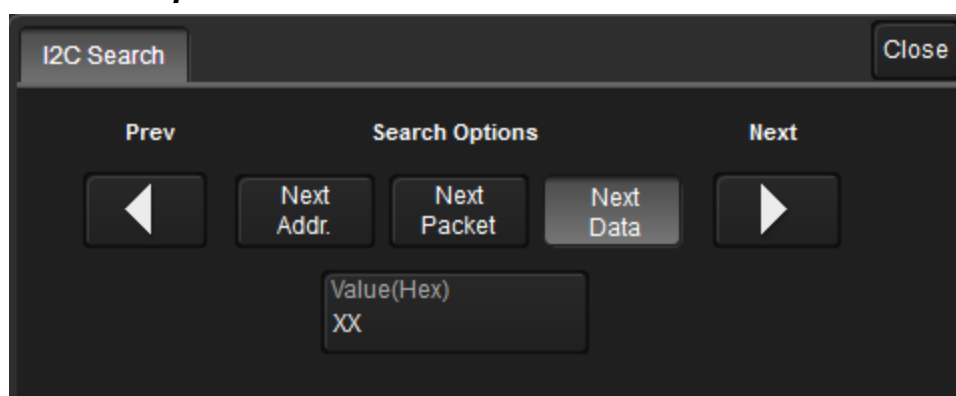 I2C Search
Close
Prev
Search Options
Next
Next
Addr.
Next
Packet
Next
Data
Value(Hex)
XX